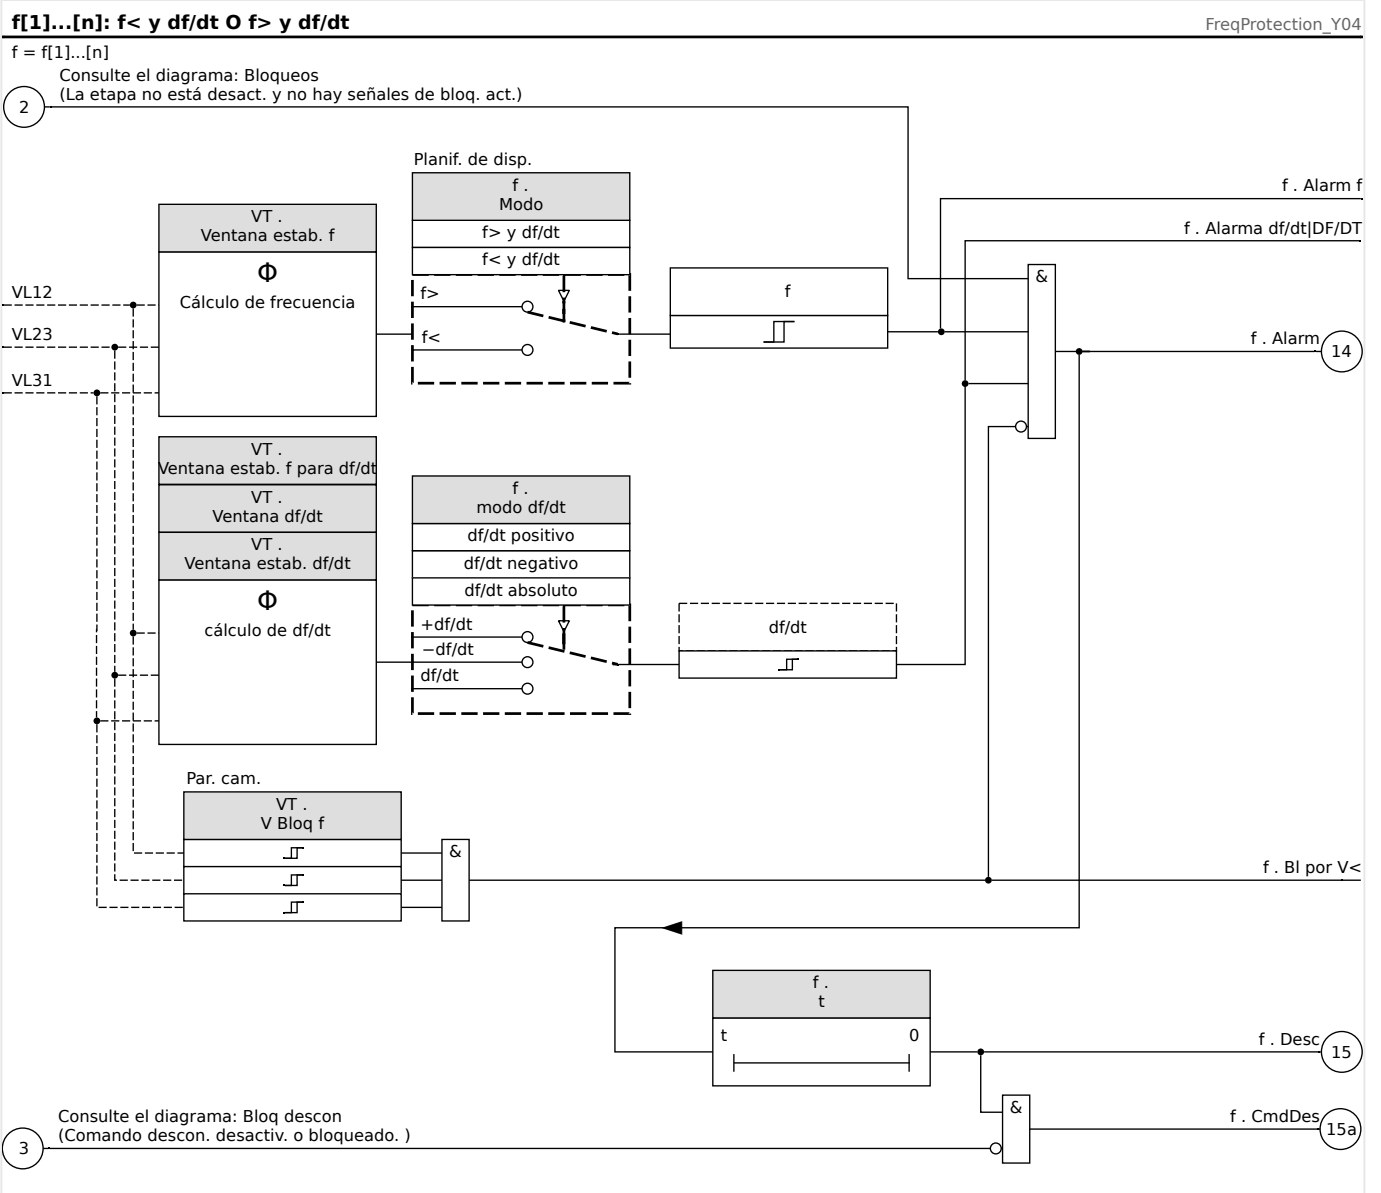 f[1]...[n]: f< y df/dt O f> y df/dt
FreqProtection_Y04
f = f[1]...[n]
Consulte el diagrama: Bloqueos
(La etapa no está desact. y no hay señales de bloq. act.)
2
Planif. de disp.
f .
Modo
f> y df/dt
f< y df/dt
f>
f<
VT .
Ventana estab. f
Φ
Cálculo de frecuencia
VL12
VL23
VL31
f
f . Alarm f
f . Alarma df/dt|DF/DT
&
f . Alarm
14
VT .
Ventana estab. f para df/dt
VT .
Ventana df/dt
VT .
Ventana estab. df/dt
Φ
cálculo de df/dt
f .
modo df/dt
df/dt positivo
df/dt negativo
df/dt absoluto
+df/dt
−df/dt
df/dt
df/dt
Par. cam.
VT .
V Bloq f
&
f . Bl por V<
f .
t
t 0
f . Desc
15
Consulte el diagrama: Bloq descon
(Comando descon. desactiv. o bloqueado. )
3
&
f . CmdDes
15a